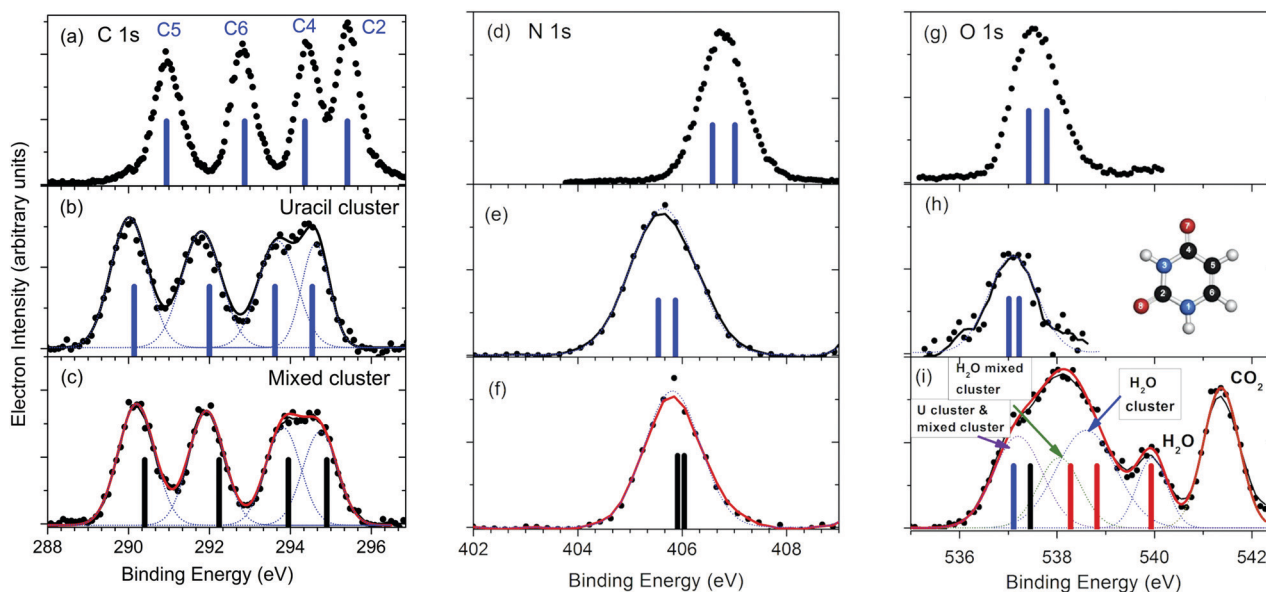 (a) C 1s
C5
C6
C4
C2
(b)
Uracil cluster
(c)
Mixed cluster
288 290 292 294 296
Binding Energy (eV)
Electron Intensity (arbitrary units)
(d) N 1s
(e)
(f)
402 404 406 408
Binding Energy (eV)
(g) O 1s
(h)
7
4
3
5
2
6
8
1
(i)
H2O mixed
cluster
U cluster &
mixed cluster
H2O
cluster
CO2
H2O
536 538 540 542
Binding Energy (eV)